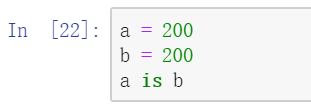 In [22]: a = 200
b = 200
a is b